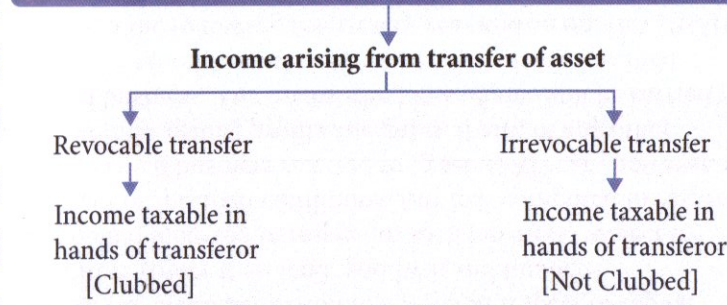 Income arising from transfer of asset
Revocable transfer
Income taxable in
hands of transferor
[Clubbed]
Irrevocable transfer
Income taxable in
hands of transferor
[Not Clubbed]